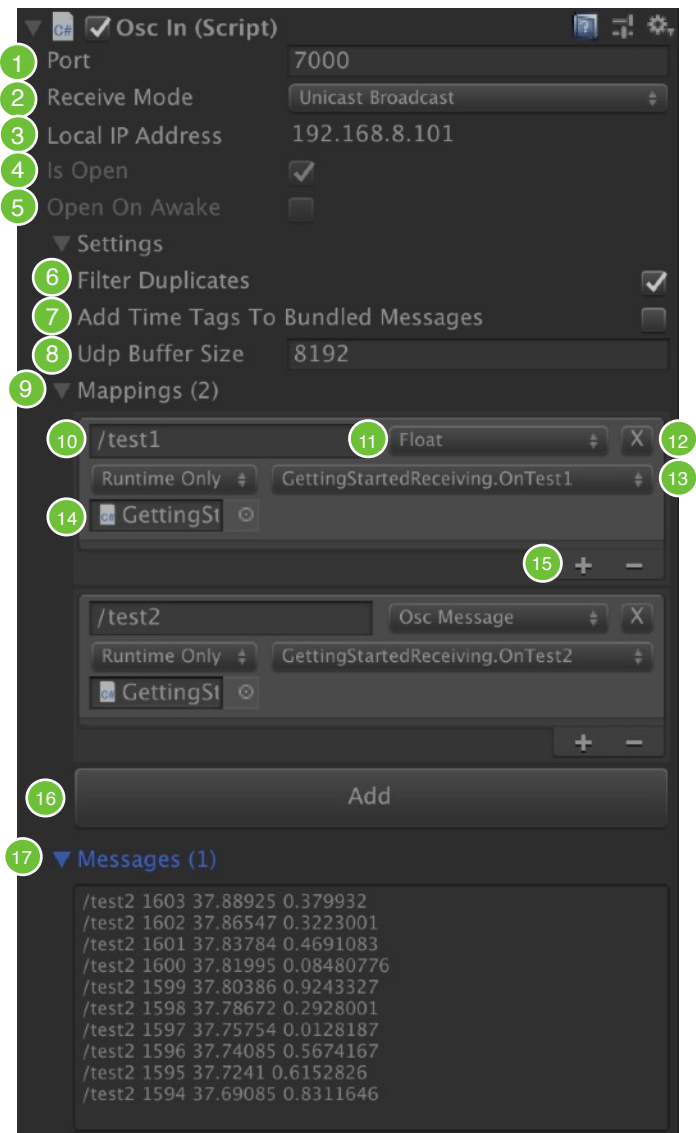 C# Osc In (Script)
1 Port 7000
2 Receive Mode Unicast Broadcast
3 Local IP Address 192.168.8.101
4 Is Open
5 Open On Awake
Settings
6 Filter Duplicates
7 Add Time Tags To Bundled Messages
8 Udp Buffer Size 8192
9 Mappings (2)
10 /test1 11 Float X 12
Runtime Only GettingStartedReceiving.OnTest1 13
14 C# GettingSt
15 + −
/test2 Osc Message X
Runtime Only GettingStartedReceiving.OnTest2
C# GettingSt
+ −
16 Add
17 Messages (1)
/test2 1603 37.88925 0.379932
/test2 1602 37.86547 0.3223001
/test2 1601 37.83784 0.4691083
/test2 1600 37.81995 0.08480776
/test2 1599 37.80386 0.9243327
/test2 1598 37.78672 0.2928001
/test2 1597 37.75754 0.0128187
/test2 1596 37.74085 0.5674167
/test2 1595 37.7241 0.6152826
/test2 1594 37.69085 0.8311646